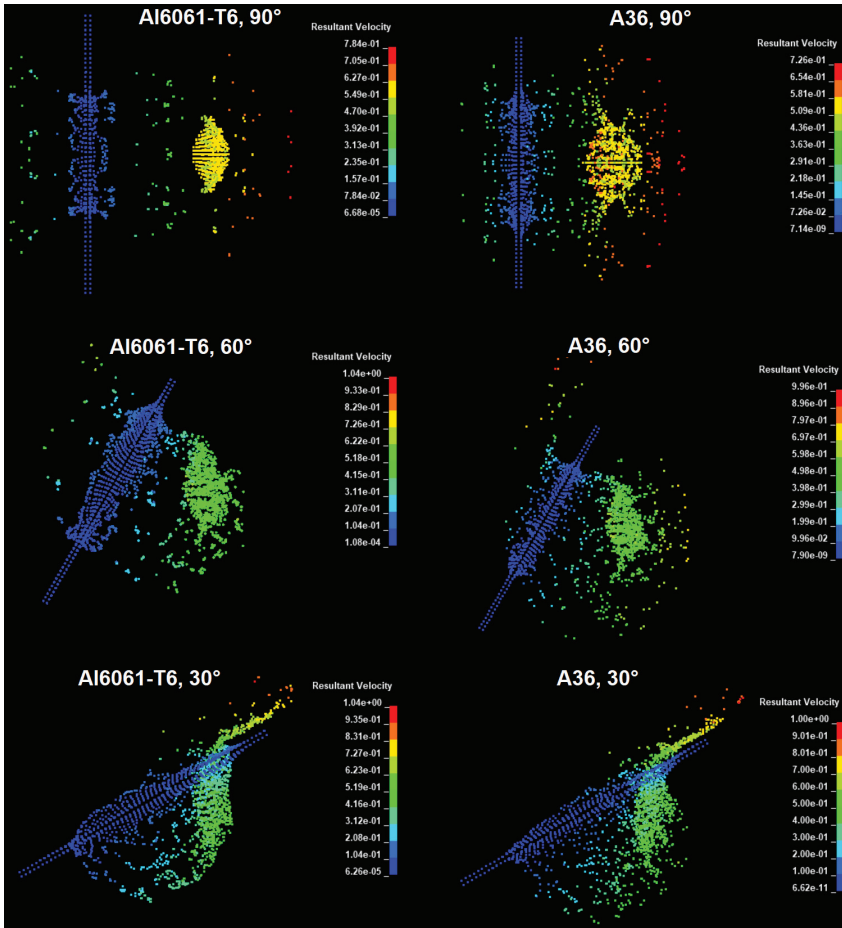 Al6061-T6, 90°
Resultant Velocity
7.84e-01
7.05e-01
6.27e-01
5.49e-01
4.70e-01
3.92e-01
3.13e-01
2.35e-01
1.57e-01
7.84e-02
6.68e-05
A36, 90°
Resultant Velocity
7.26e-01
6.54e-01
5.81e-01
5.09e-01
4.36e-01
3.63e-01
2.91e-01
2.18e-01
1.45e-01
7.26e-02
7.14e-09
Al6061-T6, 60°
Resultant Velocity
1.04e+00
9.33e-01
8.29e-01
7.26e-01
6.22e-01
5.18e-01
4.15e-01
3.11e-01
2.07e-01
1.04e-01
1.08e-04
A36, 60°
Resultant Velocity
9.96e-01
8.96e-01
7.97e-01
6.97e-01
5.98e-01
4.98e-01
3.98e-01
2.99e-01
1.99e-01
9.96e-02
7.90e-09
Al6061-T6, 30°
Resultant Velocity
1.04e+00
9.35e-01
8.31e-01
7.27e-01
6.23e-01
5.19e-01
4.16e-01
3.12e-01
2.08e-01
1.04e-01
6.26e-05
A36, 30°
Resultant Velocity
1.00e+00
9.01e-01
8.01e-01
7.00e-01
6.00e-01
5.00e-01
4.00e-01
3.00e-01
2.00e-01
1.00e-01
6.62e-11